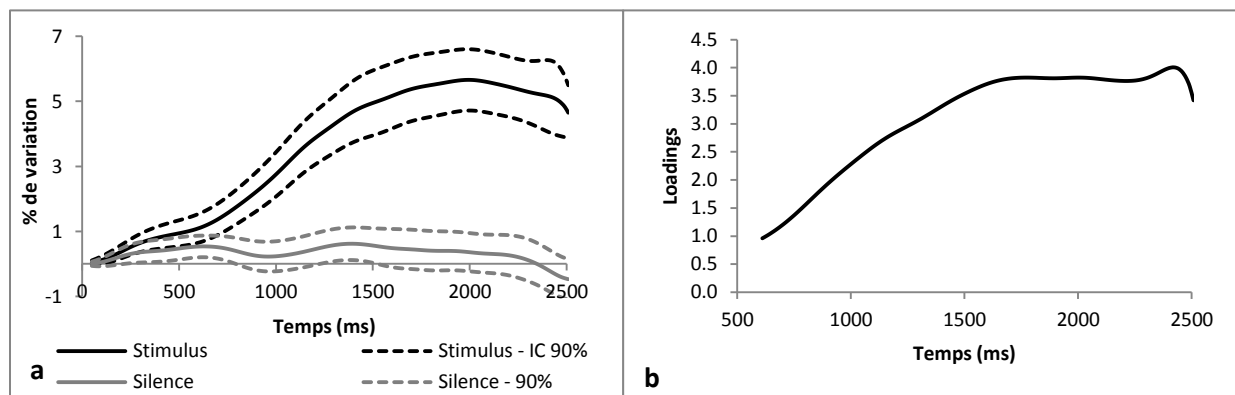 7
5
3
1
-1
% de variation
0
500
1000
1500
2000
2500
Temps (ms)
Stimulus
Stimulus - IC 90%
Silence
Silence - 90%
a
4.5
4.0
3.5
3.0
2.5
2.0
1.5
1.0
0.5
0.0
Loadings
500
1000
1500
2000
2500
Temps (ms)
b